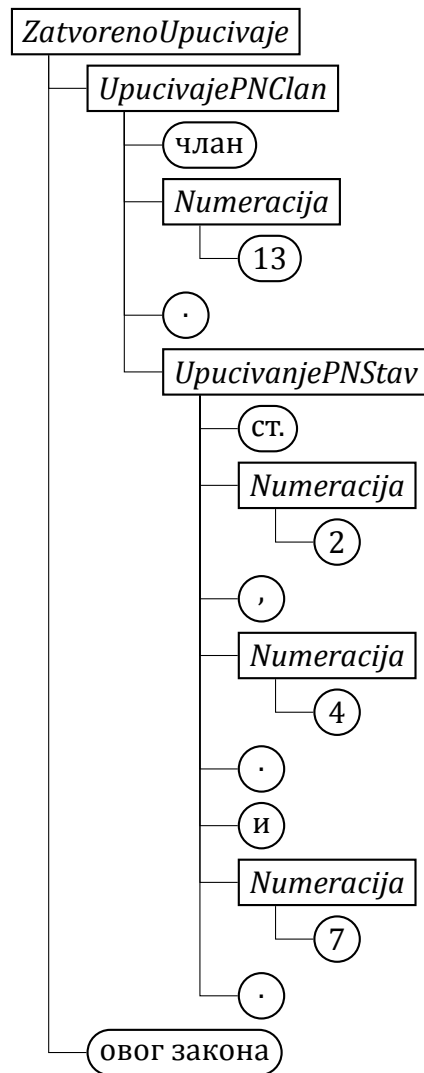 ZatvorenoUpucivaje
UpucivajePNClan
члан
Numeracija
13
.
UpucivanjePNStav
ст.
Numeracija
2
,
Numeracija
4
.
и
Numeracija
7
.
овог закона